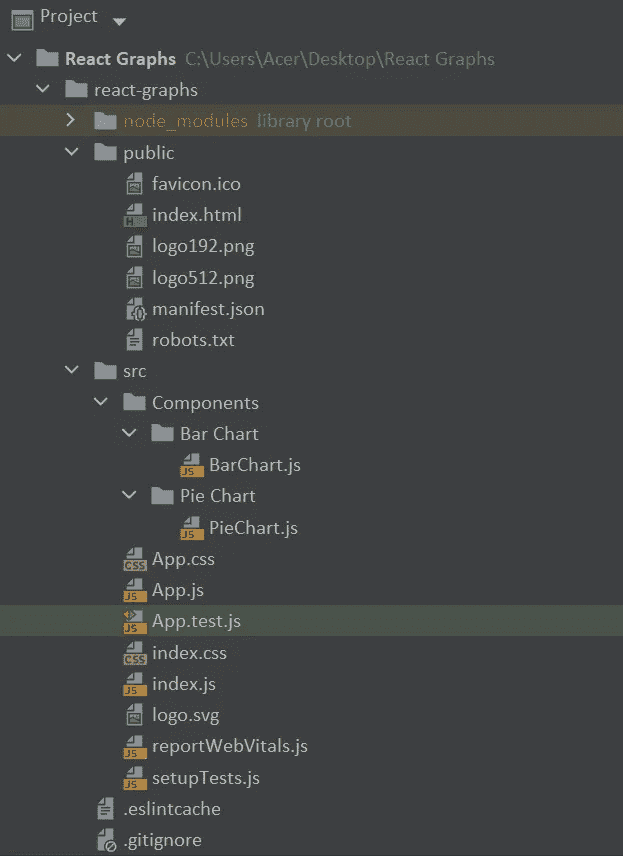 Project
React Graphs C:\Users\Acer\Desktop\React Graphs
react-graphs
node_modules library root
public
favicon.ico
index.html
logo192.png
logo512.png
manifest.json
robots.txt
src
Components
Bar Chart
BarChart.js
Pie Chart
PieChart.js
App.css
App.js
App.test.js
index.css
index.js
logo.svg
reportWebVitals.js
setupTests.js
.eslintcache
.gitignore